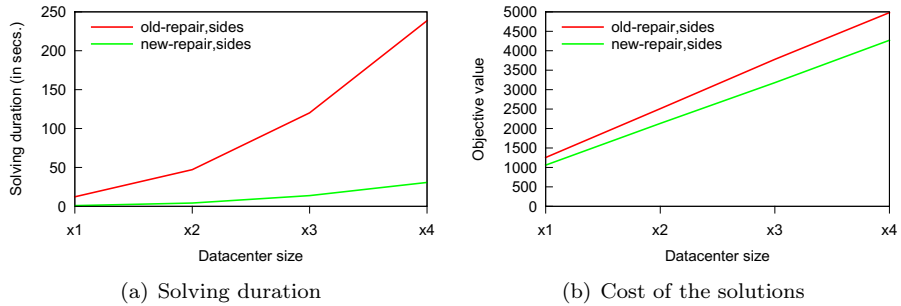 250
200
150
100
50
0
Solving duration (in secs.)
old-repair,sides
new-repair,sides
x1 x2 x3 x4
Datacenter size
(a) Solving duration
5000
4500
4000
3500
3000
2500
2000
1500
1000
500
0
Objective value
old-repair,sides
new-repair,sides
x1 x2 x3 x4
Datacenter size
(b) Cost of the solutions